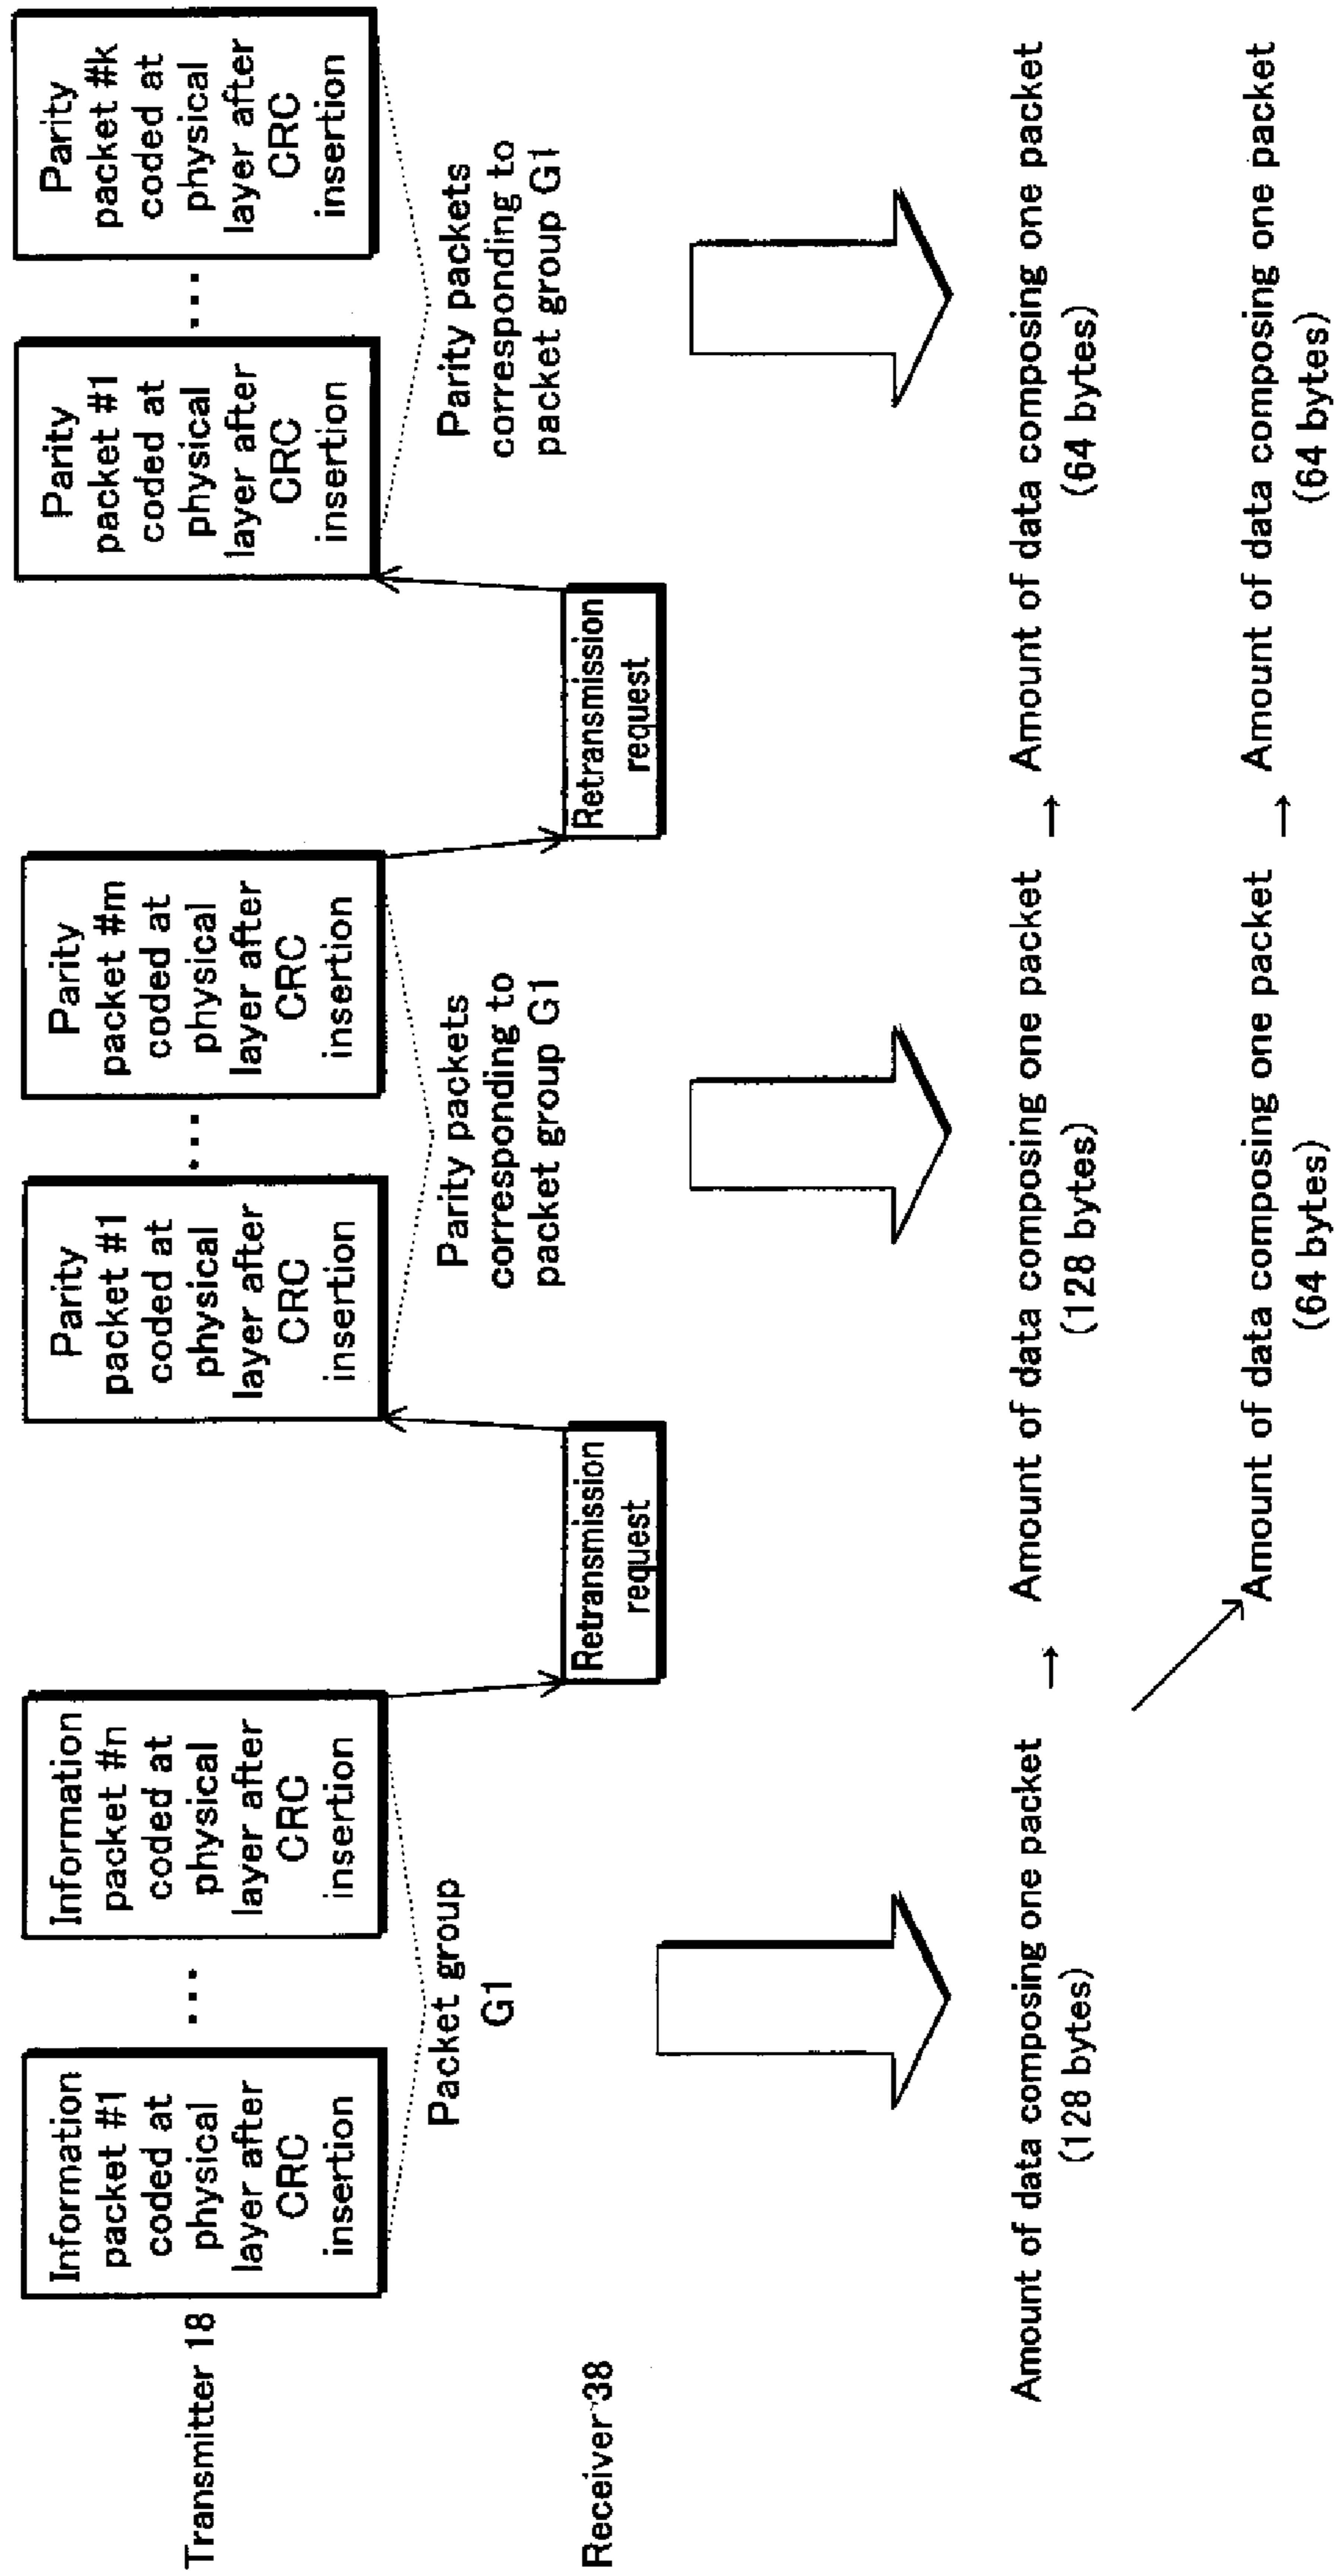 Transmitter 18
Information
packet #1
coded at
physical
layer after
CRC
insertion
...
Information
packet #n
coded at
physical
layer after
CRC
insertion
Parity
packet #1
coded at
physical
layer after
CRC
insertion
...
Parity
packet #m
coded at
physical
layer after
CRC
insertion
Parity
packet #1
coded at
physical
layer after
CRC
insertion
...
Parity
packet #k
coded at
physical
layer after
CRC
insertion
Packet group
G1
Parity packets
corresponding to
packet group G1
Parity packets
corresponding to
packet group G1
Receiver 38
Retransmission
request
Retransmission
request
Amount of data composing one packet
(128 bytes)
→
Amount of data composing one packet
(128 bytes)
→
Amount of data composing one packet
(64 bytes)
Amount of data composing one packet
(64 bytes)
→
Amount of data composing one packet
(64 bytes)